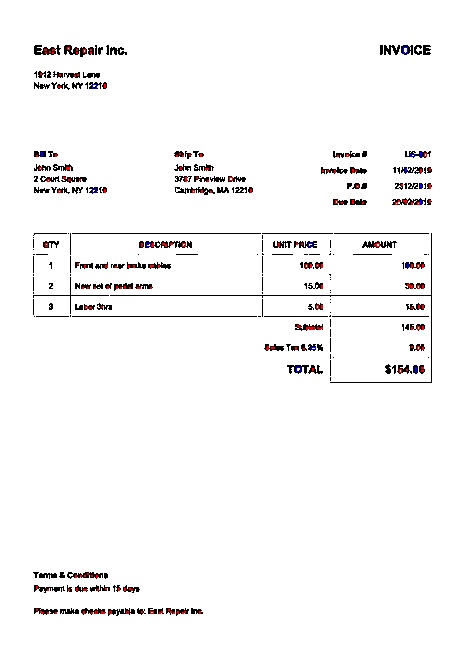 East Repair Inc.
INVOICE
1912 Harvest Lane
New York, NY 12210
Bill To
Ship To
Invoice #
US-001
John Smith
John Smith
Invoice Date
11/02/2019
2 Court Square
3787 Pineview Drive
P.O.#
2312/2019
New York, NY 12210
Cambridge, MA 12210
Due Date
26/02/2019
QTY
DESCRIPTION
UNIT PRICE
AMOUNT
1
Front and rear brake cables
100.00
100.00
2
New set of pedal arms
15.00
30.00
3
Labor 3hrs
5.00
15.00
Subtotal
145.00
Sales Tax 6.25%
9.06
TOTAL
$154.06
Terms & Conditions
Payment is due within 15 days
Please make checks payable to: East Repair Inc.